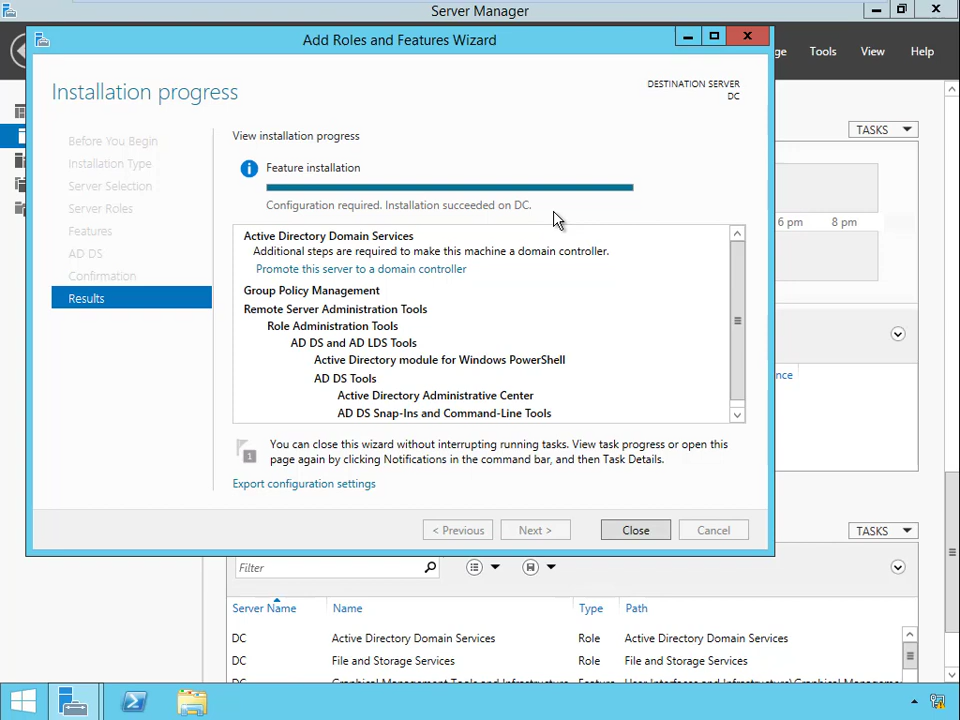 Server Manager
Add Roles and Features Wizard
Tools
View
Help
Installation progress
DESTINATION SERVER
DC
Before You Begin
Installation Type
Server Selection
Server Roles
Features
AD DS
Confirmation
Results
View installation progress
Feature installation
Configuration required. Installation succeeded on DC.
Active Directory Domain Services
Additional steps are required to make this machine a domain controller.
Promote this server to a domain controller
Group Policy Management
Remote Server Administration Tools
Role Administration Tools
AD DS and AD LDS Tools
Active Directory module for Windows PowerShell
AD DS Tools
Active Directory Administrative Center
AD DS Snap-Ins and Command-Line Tools
1
You can close this wizard without interrupting running tasks. View task progress or open this
page again by clicking Notifications in the command bar, and then Task Details.
Export configuration settings
< Previous
Next >
Close
Cancel
TASKS
6 pm
8 pm
TASKS
Filter
Server Name
Name
Type
Path
DC
Active Directory Domain Services
Role
Active Directory Domain Services
DC
File and Storage Services
Role
File and Storage Services